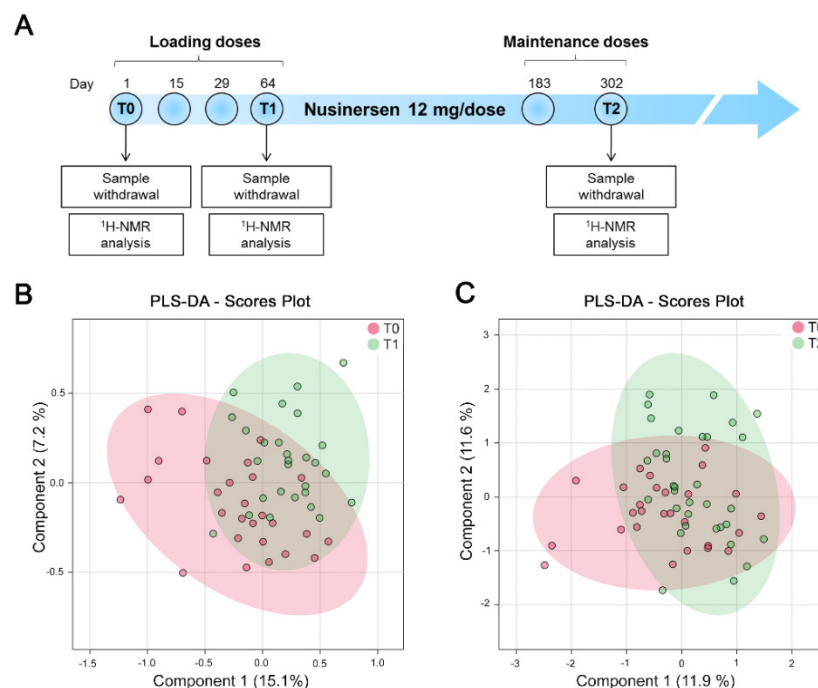 A
Loading doses
Maintenance doses
Day 1 15 29 64 183 302
T0 T1 Nusinersen 12 mg/dose T2
Sample withdrawal
Sample withdrawal
Sample withdrawal
¹H-NMR analysis
¹H-NMR analysis
¹H-NMR analysis
B
PLS-DA - Scores Plot
T0
T1
Component 2 (7.2 %)
0.5
0.0
-0.5
-1.5 -1.0 -0.5 0.0 0.5 1.0
Component 1 (15.1%)
C
PLS-DA - Scores Plot
Component 2 (11.6 %)
3
2
1
0
-1
-2
-3 -2 -1 0 1 2
Component 1 (11.9 %)